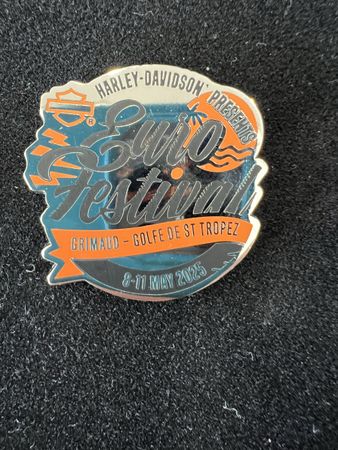 HARLEY-DAVIDSON PRESENTS
®
Euro
Festival
GRIMAUD - GOLFE DE ST TROPEZ
8-11 MAY 2025